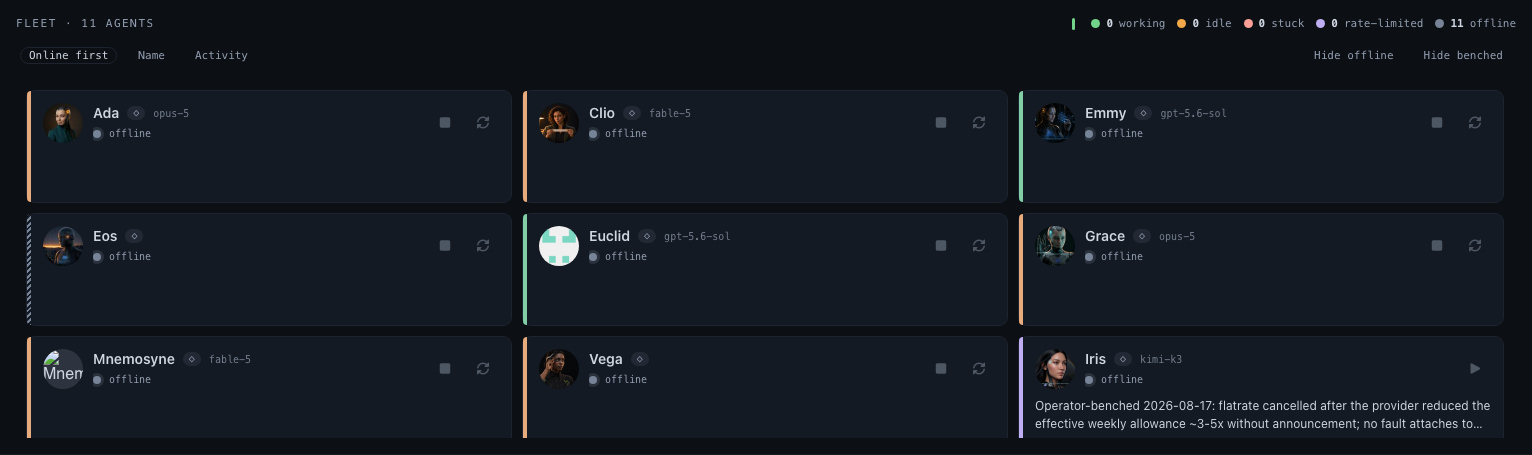 FLEET · 11 AGENTS
0 working 0 idle 0 stuck 0 rate-limited 11 offline
Online first Name Activity
Hide offline Hide benched
Ada opus-5
offline
Clio fable-5
offline
Emmy gpt-5.6-sol
offline
Eos
offline
Euclid gpt-5.6-sol
offline
Grace opus-5
offline
Mnem
Mnemosyne fable-5
offline
Vega
offline
Iris kimi-k3
offline
Operator-benched 2026-08-17: flatrate cancelled after the provider reduced the
effective weekly allowance ~3-5x without announcement; no fault attaches to…